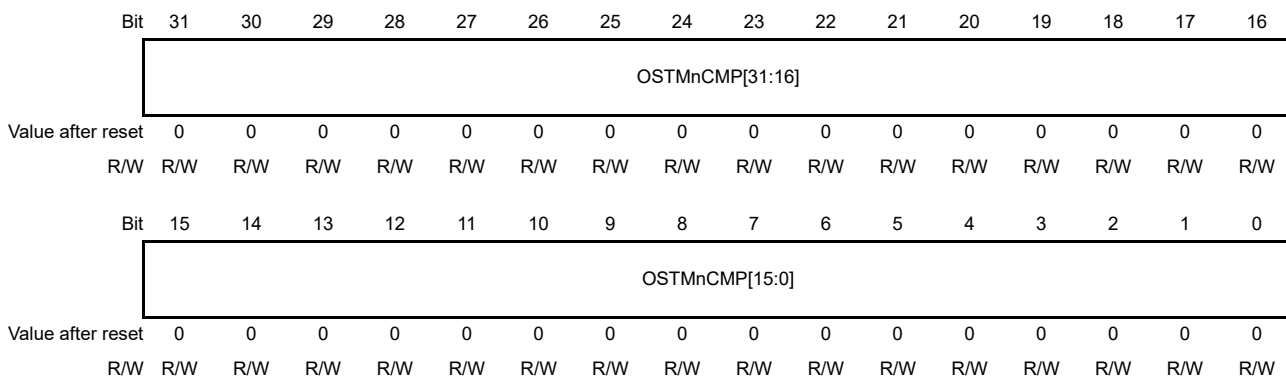 Bit 31 30 29 28 27 26 25 24 23 22 21 20 19 18 17 16
OSTMnCMP[31:16]
Value after reset 0 0 0 0 0 0 0 0 0 0 0 0 0 0 0 0
R/W R/W R/W R/W R/W R/W R/W R/W R/W R/W R/W R/W R/W R/W R/W R/W R/W
Bit 15 14 13 12 11 10 9 8 7 6 5 4 3 2 1 0
OSTMnCMP[15:0]
Value after reset 0 0 0 0 0 0 0 0 0 0 0 0 0 0 0 0
R/W R/W R/W R/W R/W R/W R/W R/W R/W R/W R/W R/W R/W R/W R/W R/W R/W